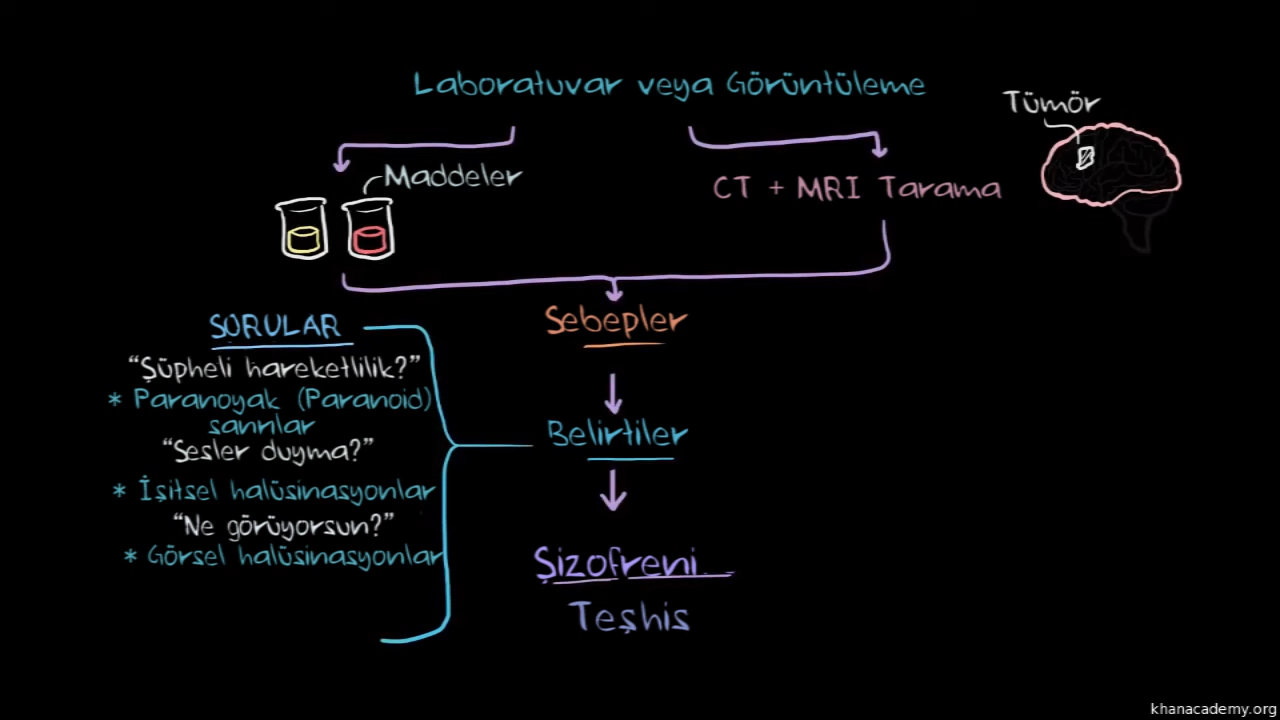 Laboratuvar veya Görüntüleme
Tümör
Maddeler
CT + MRI Tarama
Sebepler
SORULAR
"Şüpheli hareketlilik?"
* Paranoyak (Paranoid)
sanrılar
"Sesler duyma?"
* İşitsel halüsinasyonlar
"Ne görüyorsun?"
* Görsel halüsinasyonlar
Belirtiler
Şizofreni
Teşhis
khanacademy.org